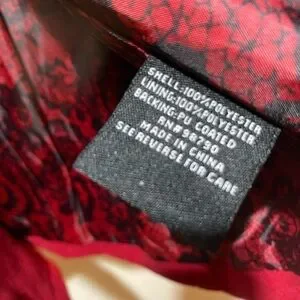 SHELL:100%POLYESTER
LINING:100%POLYESTER
BACKING:PU COATED
RN#98790
MADE IN CHINA
SEE REVERSE FOR CARE